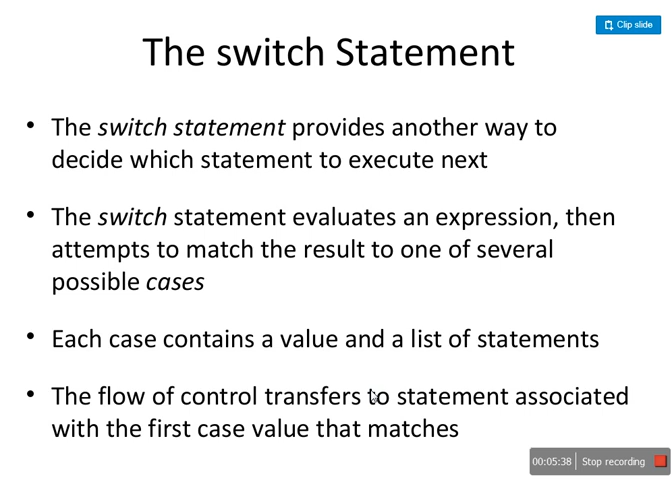 Clip slide
The switch Statement
• The switch statement provides another way to
decide which statement to execute next
• The switch statement evaluates an expression, then
attempts to match the result to one of several
possible cases
• Each case contains a value and a list of statements
• The flow of control transfers to statement associated
with the first case value that matches
00:05:38 Stop recording